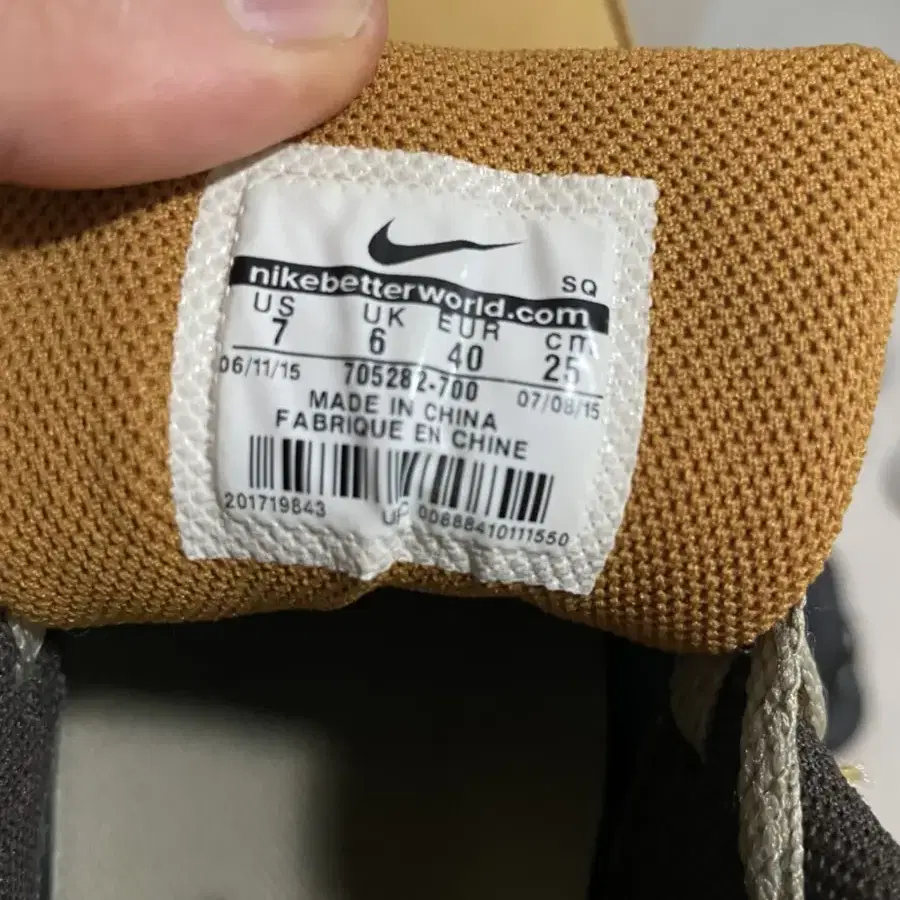 SQ
nikebetterworld.com
US UK EUR cm
7 6 40 25
06/11/15 705282-700 07/08/15
MADE IN CHINA
FABRIQUE EN CHINE
201719843 UP 00888410111550